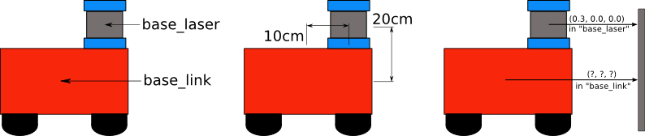 base_laser
base_link
10cm
20cm
(0.3, 0.0, 0.0)
in "base_laser"
(?, ?, ?)
in "base_link"